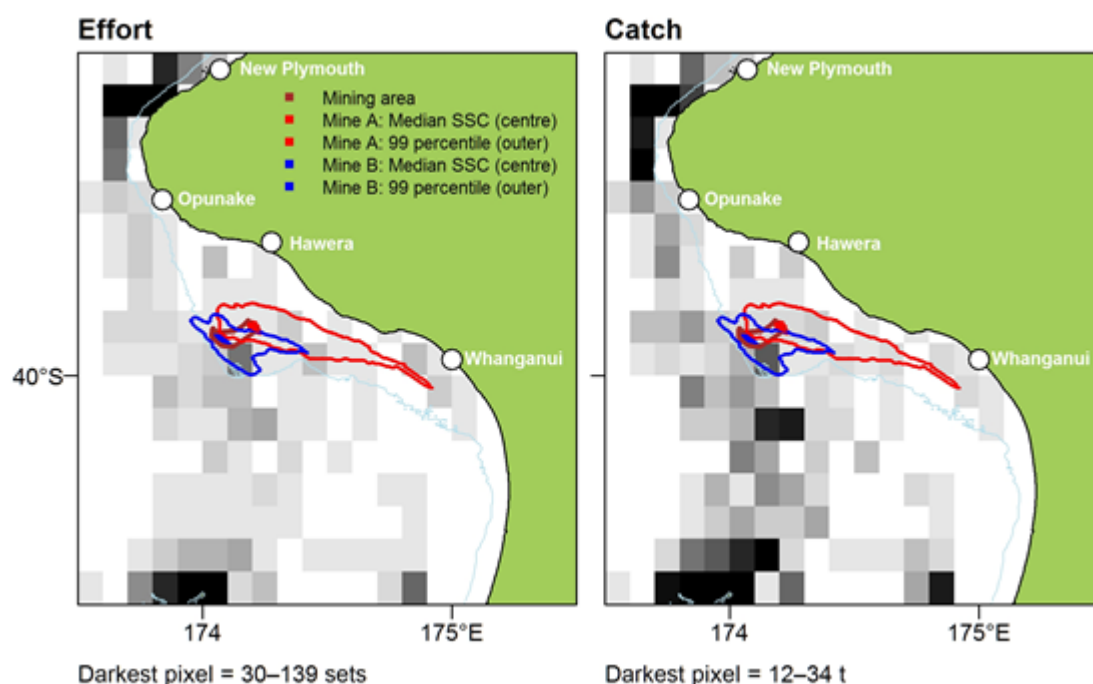 Effort
New Plymouth
Mining area
Mine A: Median SSC (centre)
Mine A: 99 percentile (outer)
Mine B: Median SSC (centre)
Mine B: 99 percentile (outer)
Opunake
Hawera
Whanganui
40°S
174
175°E
Darkest pixel = 30–139 sets
Catch
New Plymouth
Opunake
Hawera
Whanganui
174
175°E
Darkest pixel = 12–34 t